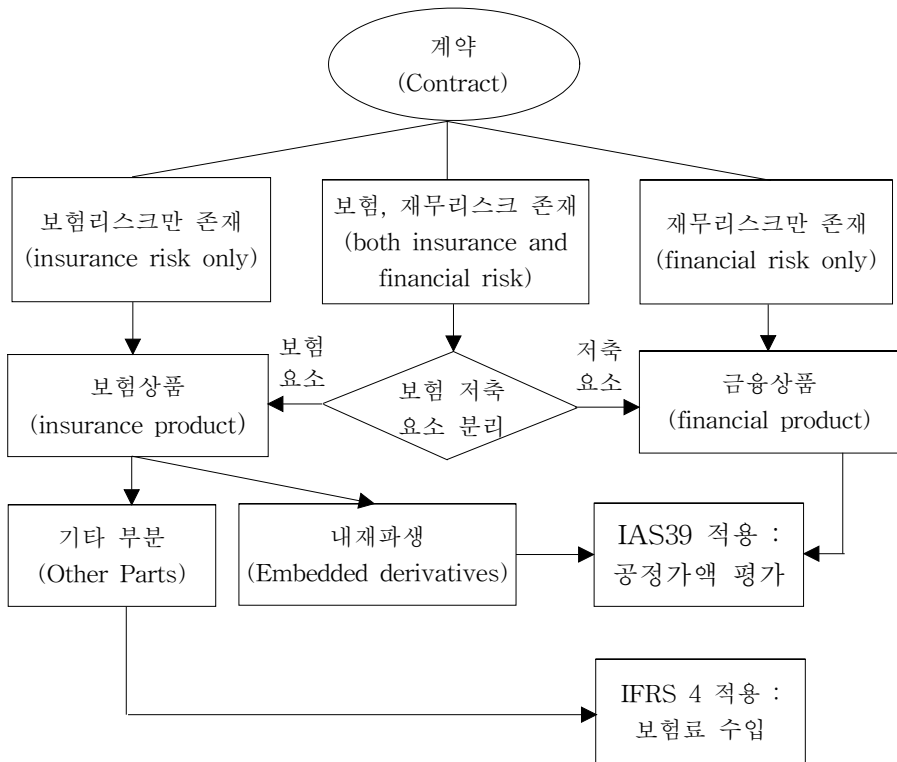 계약
(Contract)
보험리스크만 존재
(insurance risk only)
보험, 재무리스크 존재
(both insurance and
financial risk)
재무리스크만 존재
(financial risk only)
보험
요소
저축
요소
보험상품
(insurance product)
보험 저축
요소 분리
금융상품
(financial product)
기타 부분
(Other Parts)
내재파생
(Embedded derivatives)
IAS39 적용 :
공정가액 평가
IFRS 4 적용 :
보험료 수입